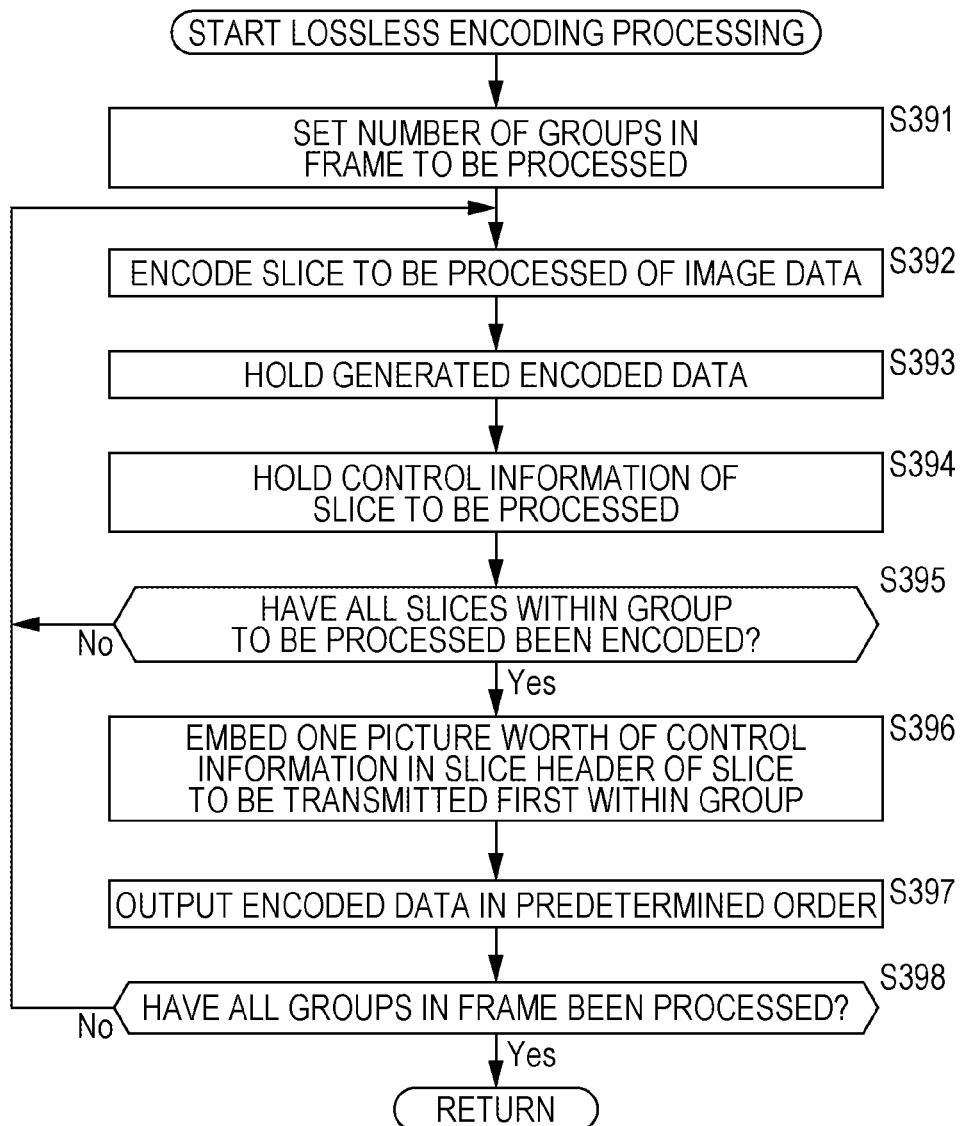 START LOSSLESS ENCODING PROCESSING
S391
SET NUMBER OF GROUPS IN
FRAME TO BE PROCESSED
S392
ENCODE SLICE TO BE PROCESSED OF IMAGE DATA
S393
HOLD GENERATED ENCODED DATA
S394
HOLD CONTROL INFORMATION OF
SLICE TO BE PROCESSED
S395
HAVE ALL SLICES WITHIN GROUP
TO BE PROCESSED BEEN ENCODED?
No
Yes
S396
EMBED ONE PICTURE WORTH OF CONTROL
INFORMATION IN SLICE HEADER OF SLICE
TO BE TRANSMITTED FIRST WITHIN GROUP
S397
OUTPUT ENCODED DATA IN PREDETERMINED ORDER
S398
HAVE ALL GROUPS IN FRAME BEEN PROCESSED?
No
Yes
RETURN